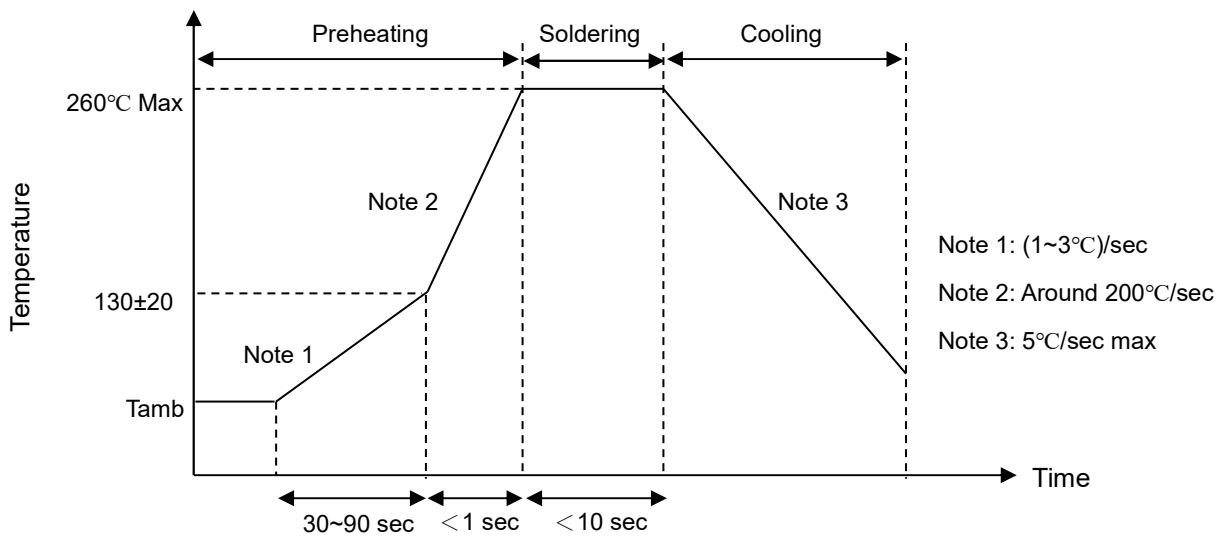 Preheating
Soldering
Cooling
260℃ Max
Temperature
Note 2
Note 3
Note 1: (1~3℃)/sec
130±20
Note 2: Around 200℃/sec
Note 1
Note 3: 5℃/sec max
Tamb
Time
30~90 sec
＜1 sec
＜10 sec